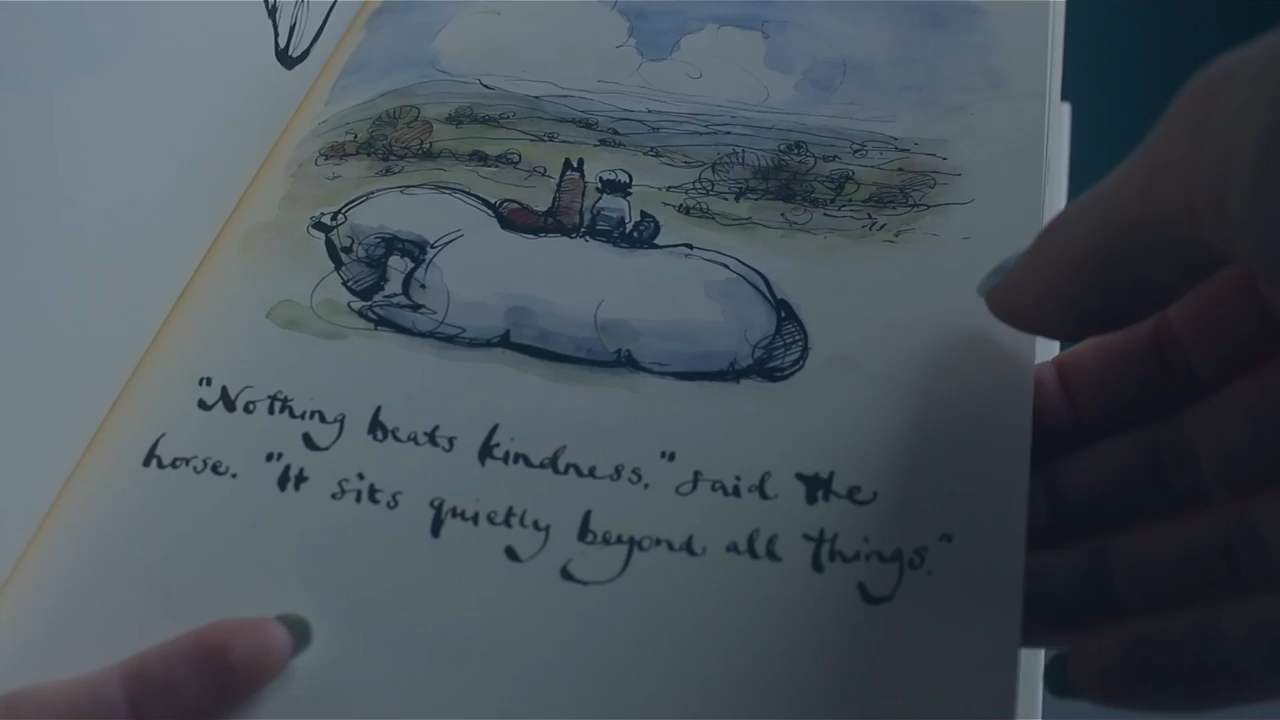 "Nothing beats kindness," said the
horse. "It sits quietly beyond all things."